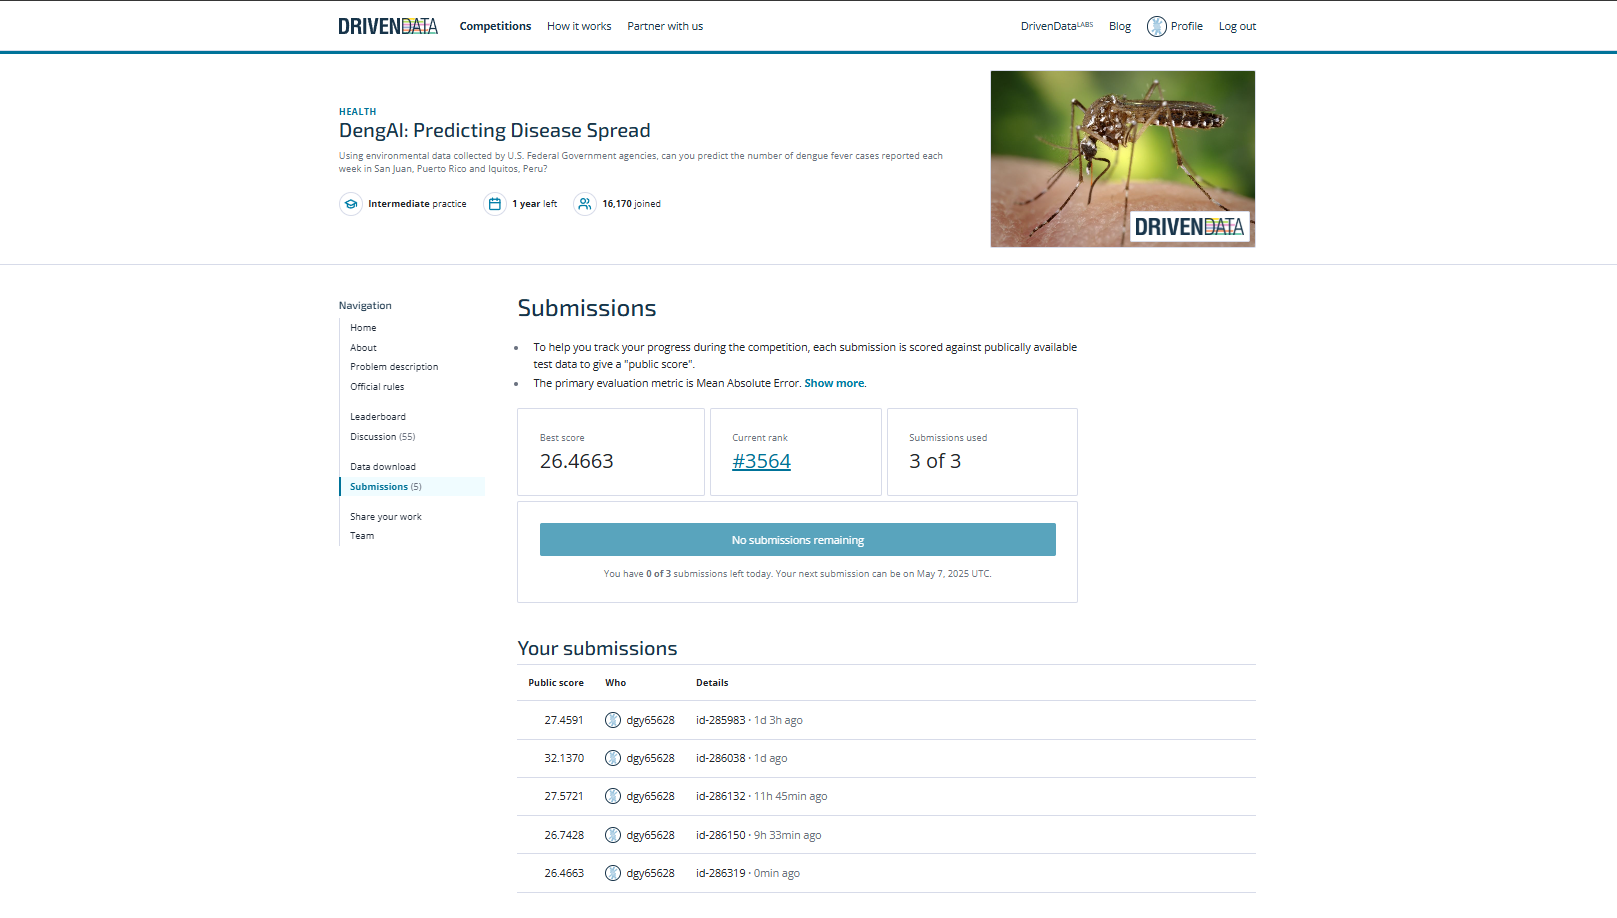 DRIVENDATA Competitions How it works Partner with us DrivenDataLABS Blog Profile Log out
HEALTH
DengAI: Predicting Disease Spread
Using environmental data collected by U.S. Federal Government agencies, can you predict the number of dengue fever cases reported each
week in San Juan, Puerto Rico and Iquitos, Peru?
Intermediate practice 1 year left 16,170 joined
DRIVENDATA
Navigation
Home
About
Problem description
Official rules
Leaderboard
Discussion (55)
Data download
Submissions (5)
Share your work
Team
Submissions
To help you track your progress during the competition, each submission is scored against publically available
test data to give a "public score".
The primary evaluation metric is Mean Absolute Error. Show more.
Best score
26.4663
Current rank
#3564
Submissions used
3 of 3
No submissions remaining
You have 0 of 3 submissions left today. Your next submission can be on May 7, 2025 UTC.
Your submissions
Public score Who Details
27.4591 dgy65628 id-285983 · 1d 3h ago
32.1370 dgy65628 id-286038 · 1d ago
27.5721 dgy65628 id-286132 · 11h 45min ago
26.7428 dgy65628 id-286150 · 9h 33min ago
26.4663 dgy65628 id-286319 · 0min ago